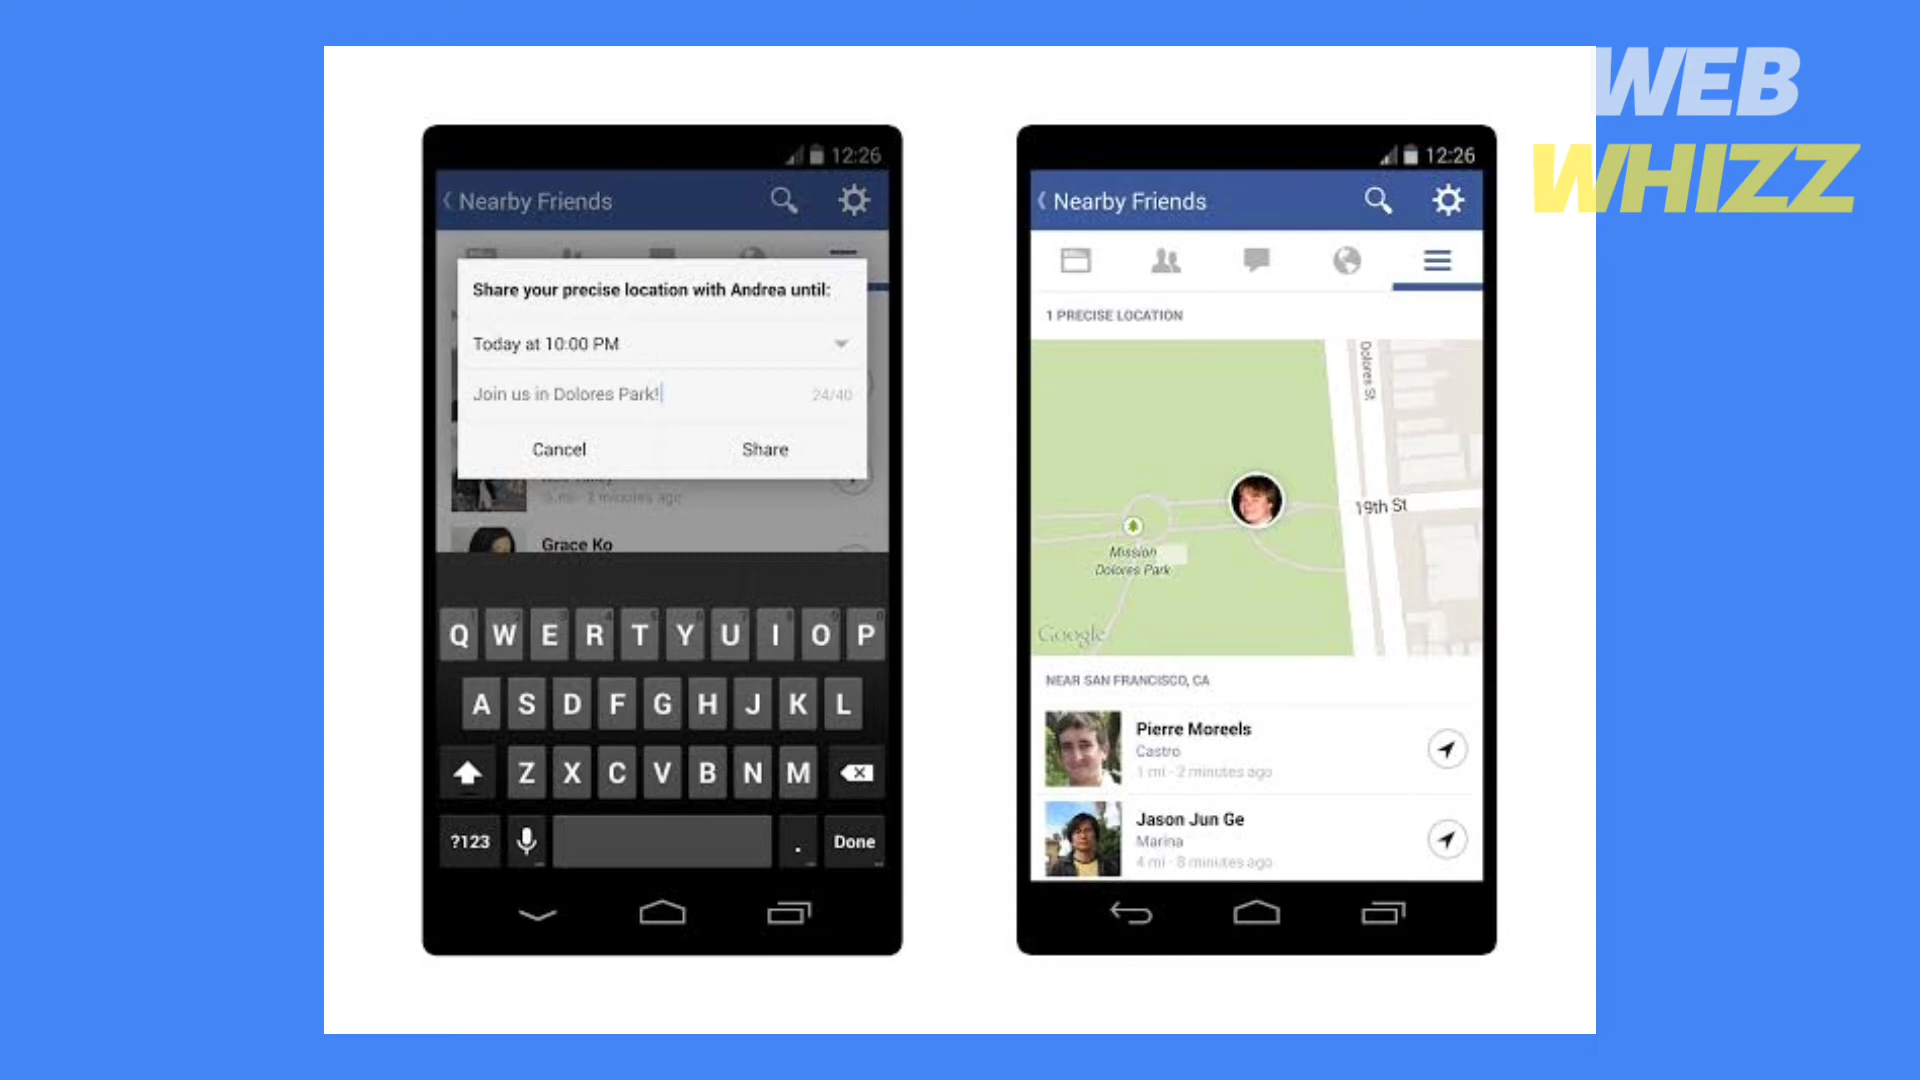 WEB
WHIZZ
12:26
Nearby Friends
Share your precise location with Andrea until:
Today at 10:00 PM
Join us in Dolores Park!
24/40
Cancel
Share
2 minutes ago
Grace Ko
Q W E R T Y U I O P
A S D F G H J K L
Z X C V B N M
?123
.
Done
12:26
Nearby Friends
1 PRECISE LOCATION
Dolores St
19th St
Mission
Dolores Park
Google
NEAR SAN FRANCISCO, CA
Pierre Moreels
Castro
1 mi - 2 minutes ago
Jason Jun Ge
Marina
4 mi - 8 minutes ago